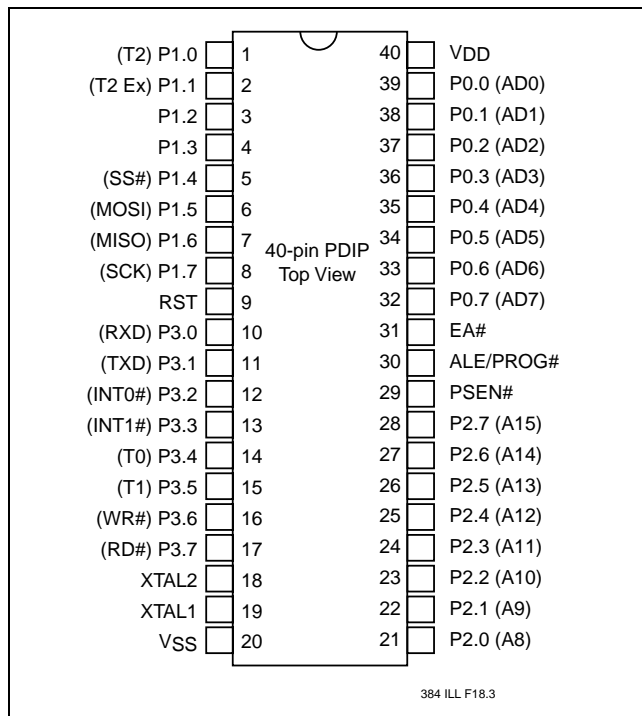 (T2) P1.0 1 40 VDD
(T2 Ex) P1.1 2 39 P0.0 (AD0)
P1.2 3 38 P0.1 (AD1)
P1.3 4 37 P0.2 (AD2)
(SS#) P1.4 5 36 P0.3 (AD3)
(MOSI) P1.5 6 35 P0.4 (AD4)
(MISO) P1.6 7 34 P0.5 (AD5)
40-pin PDIP
(SCK) P1.7 8 33 P0.6 (AD6)
Top View
RST 9 32 P0.7 (AD7)
(RXD) P3.0 10 31 EA#
(TXD) P3.1 11 30 ALE/PROG#
(INT0#) P3.2 12 29 PSEN#
(INT1#) P3.3 13 28 P2.7 (A15)
(T0) P3.4 14 27 P2.6 (A14)
(T1) P3.5 15 26 P2.5 (A13)
(WR#) P3.6 16 25 P2.4 (A12)
(RD#) P3.7 17 24 P2.3 (A11)
XTAL2 18 23 P2.2 (A10)
XTAL1 19 22 P2.1 (A9)
VSS 20 21 P2.0 (A8)
384 ILL F18.3